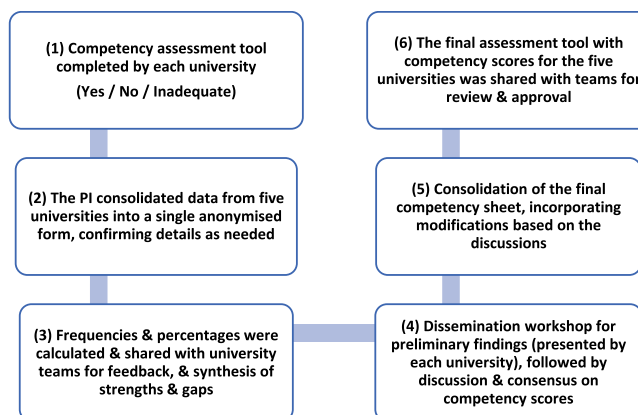 (1) Competency assessment tool
completed by each university
(Yes / No / Inadequate)
(2) The PI consolidated data from five
universities into a single anonymised
form, confirming details as needed
(3) Frequencies & percentages were
calculated & shared with university
teams for feedback, & synthesis of
strengths & gaps
(4) Dissemination workshop for
preliminary findings (presented by
each university), followed by
discussion & consensus on
competency scores
(5) Consolidation of the final
competency sheet, incorporating
modifications based on the
discussions
(6) The final assessment tool with
competency scores for the five
universities was shared with teams for
review & approval